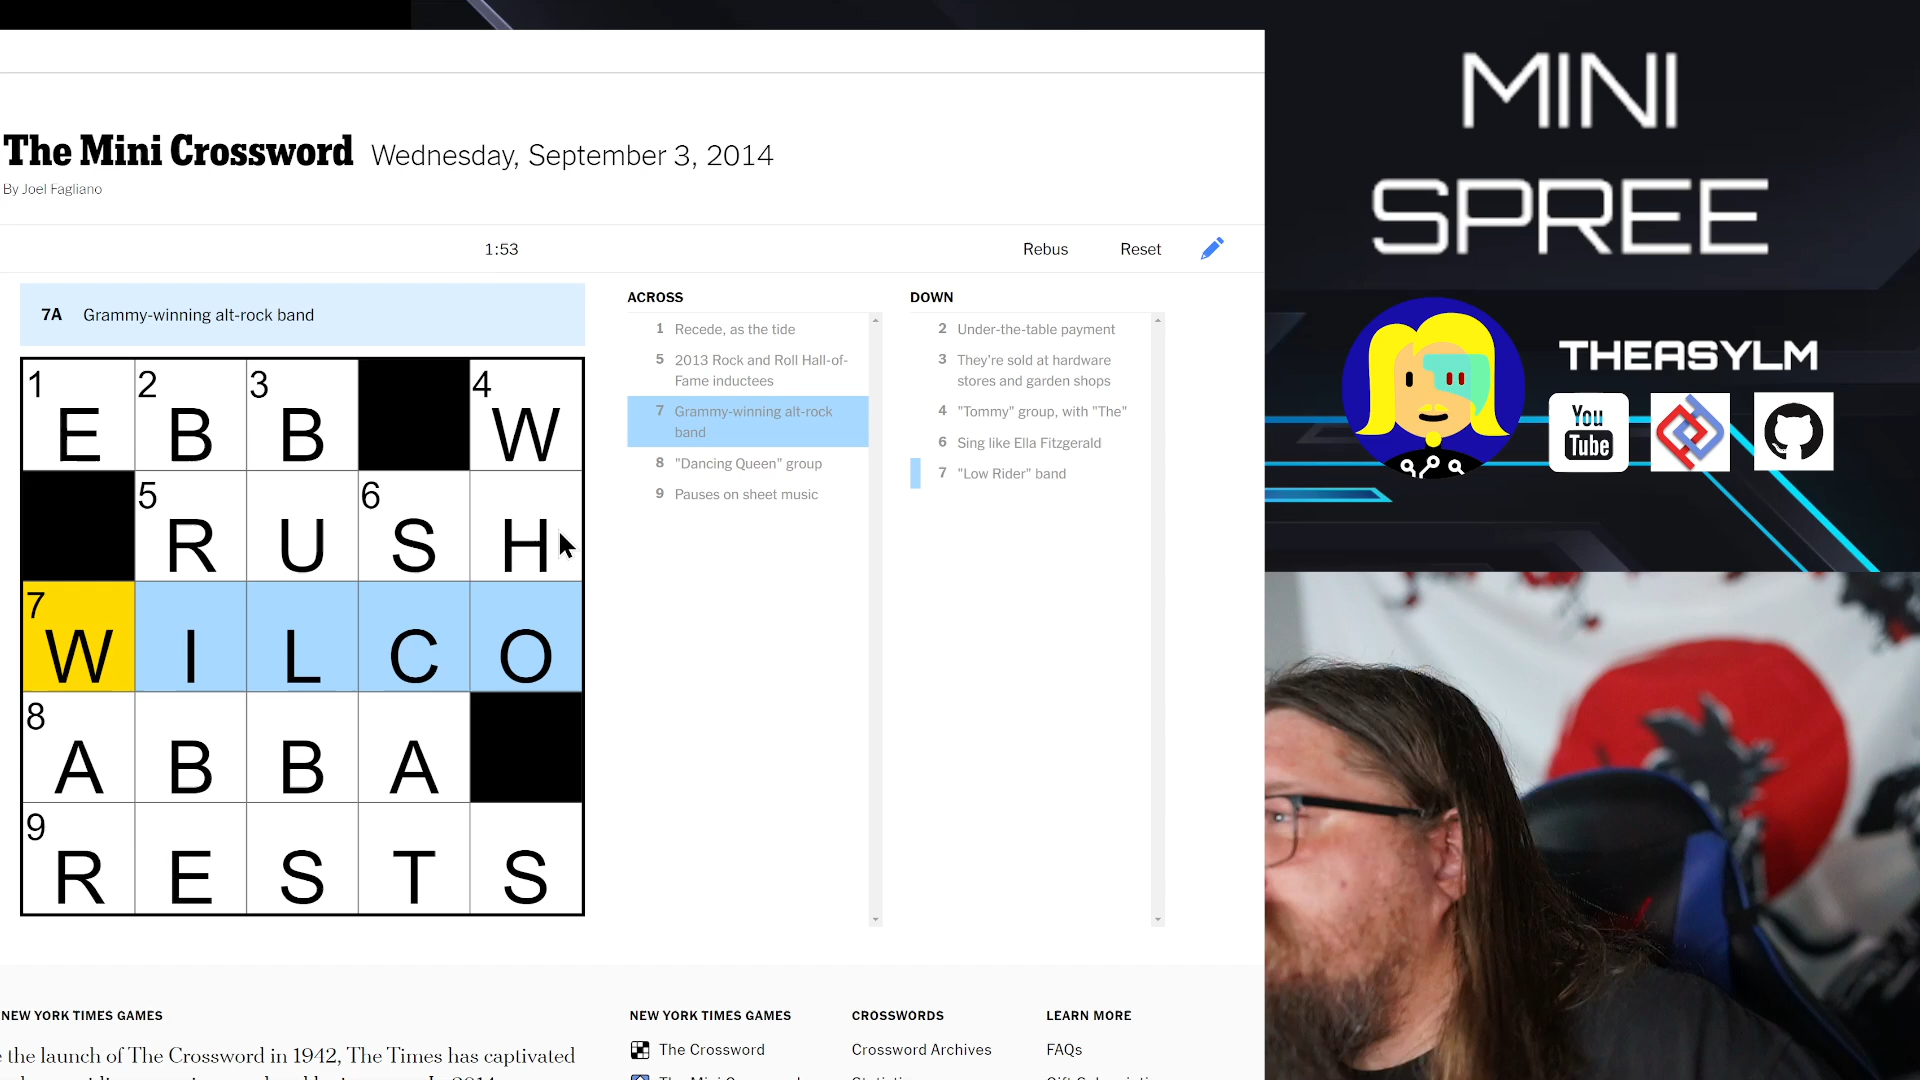 The Mini Crossword Wednesday, September 3, 2014
By Joel Fagliano
1:53
Rebus
Reset
7A Grammy-winning alt-rock band
1 E 2 B 3 B 4 W
5 R U 6 S H
7 W I L C O
8 A B B A
9 R E S T S
ACROSS
1 Recede, as the tide
5 2013 Rock and Roll Hall-of-
Fame inductees
7 Grammy-winning alt-rock
band
8 "Dancing Queen" group
9 Pauses on sheet music
DOWN
2 Under-the-table payment
3 They're sold at hardware
stores and garden shops
4 "Tommy" group, with "The"
6 Sing like Ella Fitzgerald
7 "Low Rider" band
NEW YORK TIMES GAMES
the launch of The Crossword in 1942, The Times has captivated
NEW YORK TIMES GAMES
The Crossword
CROSSWORDS
Crossword Archives
LEARN MORE
FAQs
MINI
SPREE
THEASYLM
You
Tube